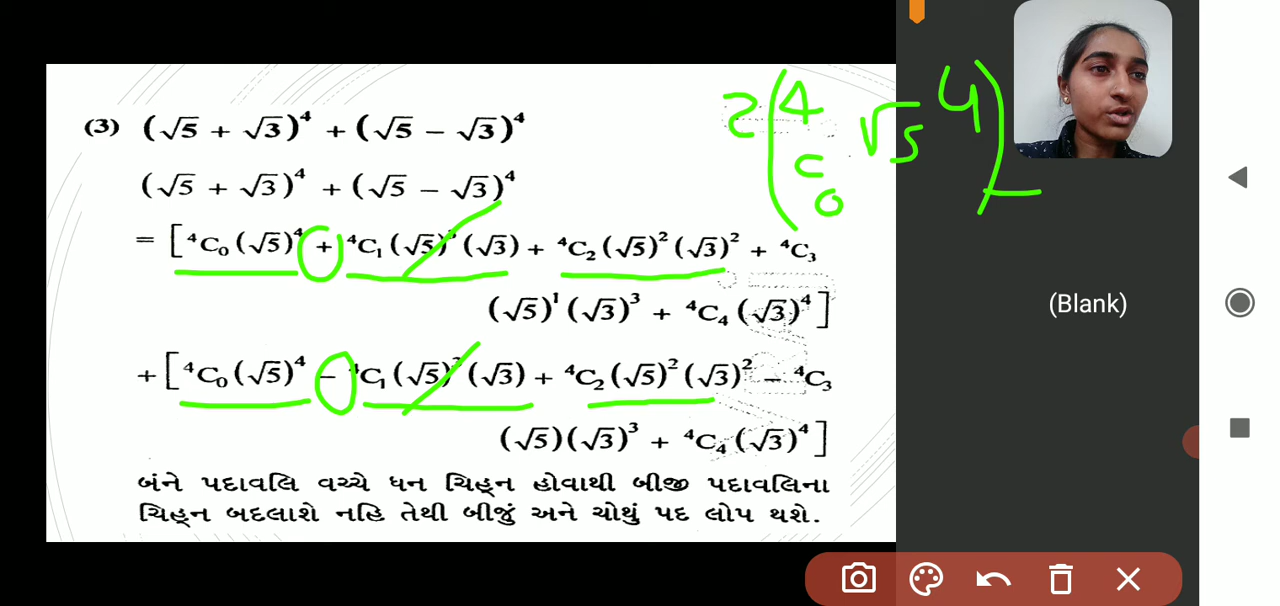 (3) (√5 + √3)⁴ + (√5 − √3)⁴
(√5 + √3)⁴ + (√5 − √3)⁴
= [⁴C₀(√5)⁴ + ⁴C₁(√5)³(√3) + ⁴C₂(√5)²(√3)² + ⁴C₃
(√5)¹(√3)³ + ⁴C₄(√3)⁴]
+ [⁴C₀(√5)⁴ − ⁴C₁(√5)³(√3) + ⁴C₂(√5)²(√3)² − ⁴C₃
(√5)(√3)³ + ⁴C₄(√3)⁴]
બંને પદાવલિ વચ્ચે ધન ચિહ્ન હોવાથી બીજી પદાવલિના
ચિહ્ન બદલાશે નહિ તેથી બીજું અને ચોથું પદ લોપ થશે.
2(4C0 √5 4)
(Blank)